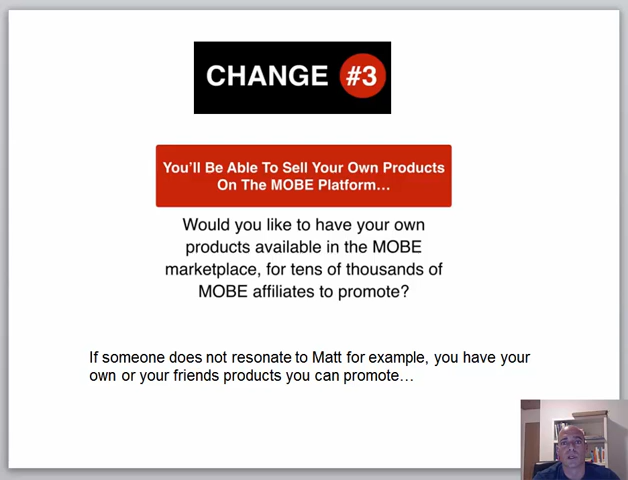 CHANGE #3
You'll Be Able To Sell Your Own Products
On The MOBE Platform...
Would you like to have your own
products available in the MOBE
marketplace, for tens of thousands of
MOBE affiliates to promote?
If someone does not resonate to Matt for example, you have your
own or your friends products you can promote...